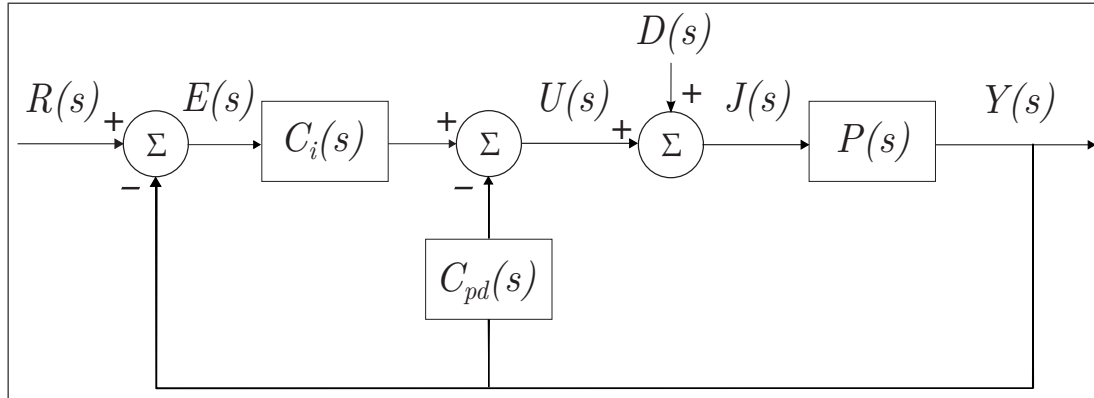 D(s)
R(s)
+
E(s)
U(s)
+
J(s)
Y(s)
Σ
C_i(s)
+
Σ
+
Σ
P(s)
−
−
C_pd(s)